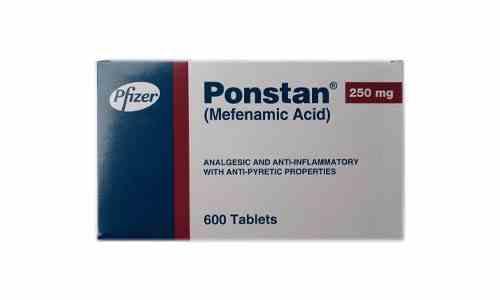 Pfizer
Ponstan® 250 mg
(Mefenamic Acid)
ANALGESIC AND ANTI-INFLAMMATORY
WITH ANTI-PYRETIC PROPERTIES
600 Tablets